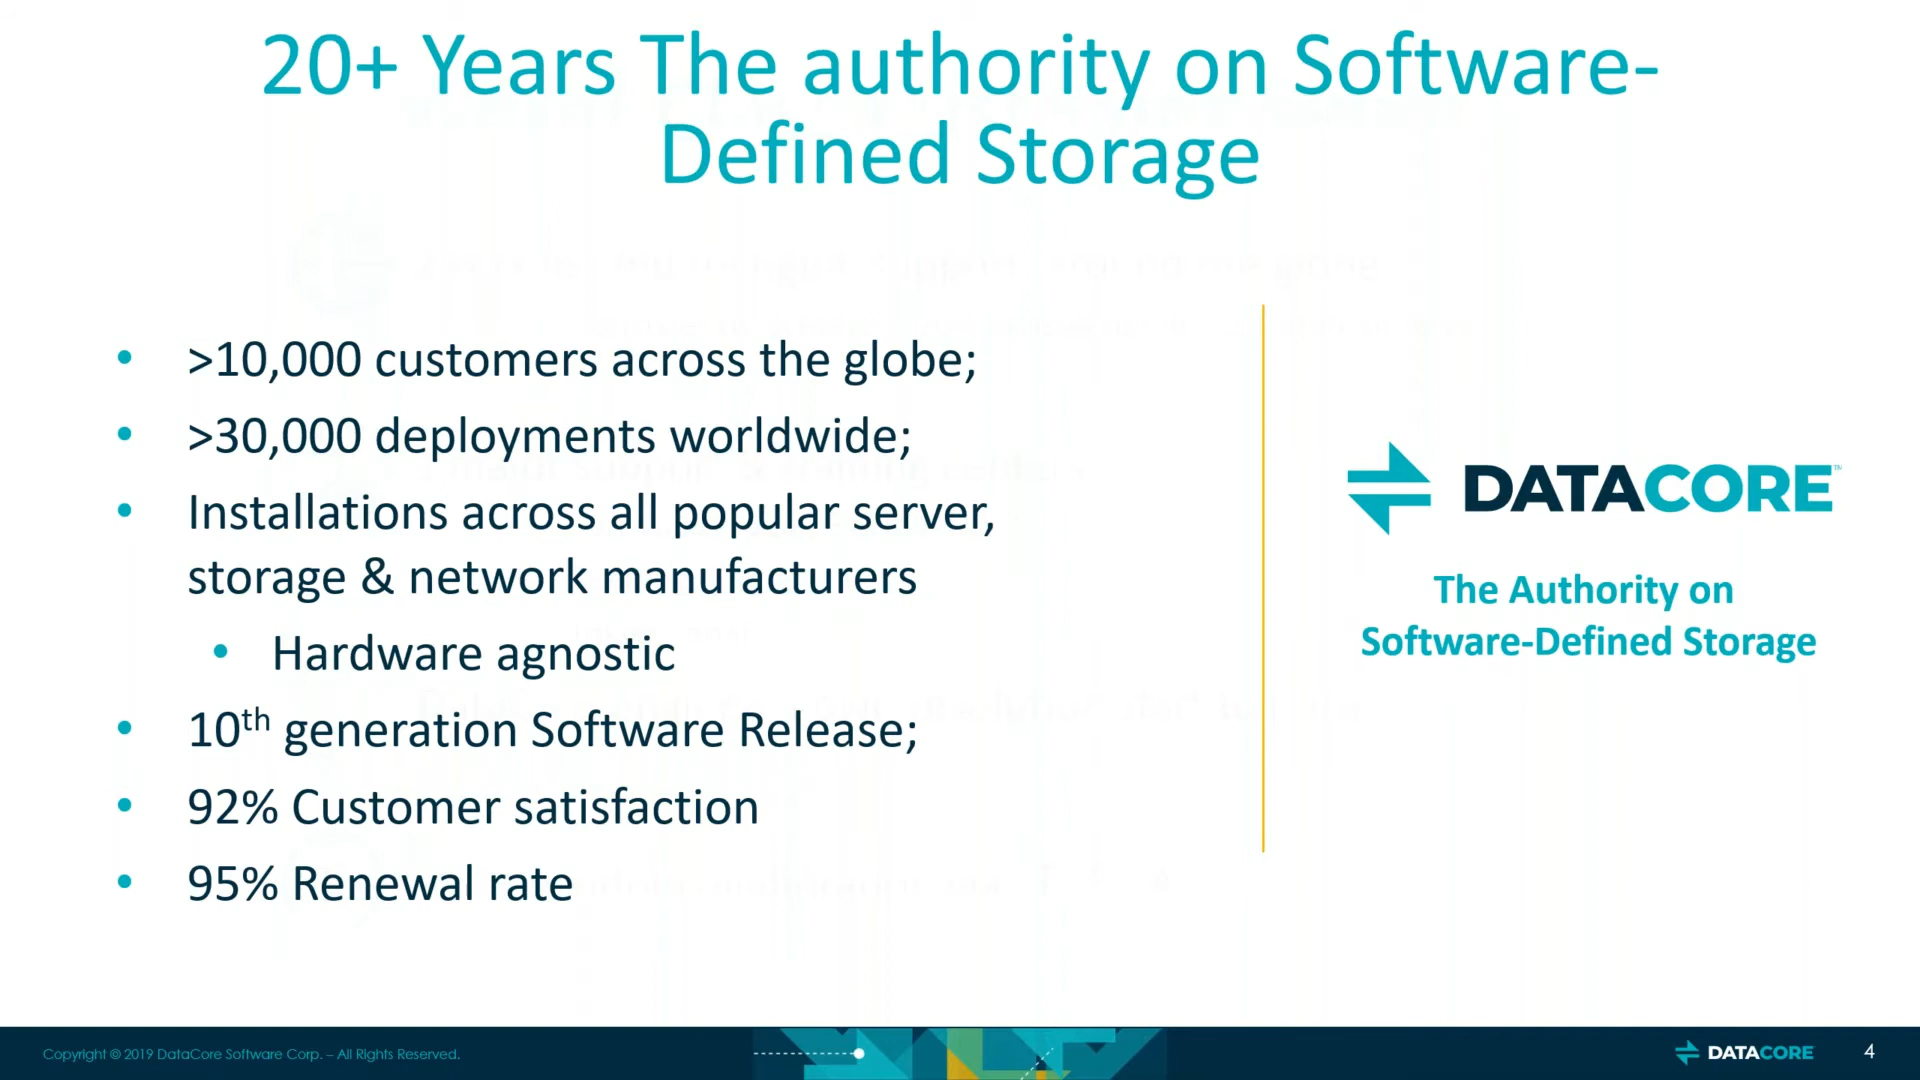 20+ Years The authority on Software-
Defined Storage
• >10,000 customers across the globe;
• >30,000 deployments worldwide;
• Installations across all popular server,
storage & network manufacturers
• Hardware agnostic
• 10th generation Software Release;
• 92% Customer satisfaction
• 95% Renewal rate
DATACORE™
The Authority on
Software-Defined Storage
Copyright © 2019 DataCore Software Corp. – All Rights Reserved.
DATACORE
4